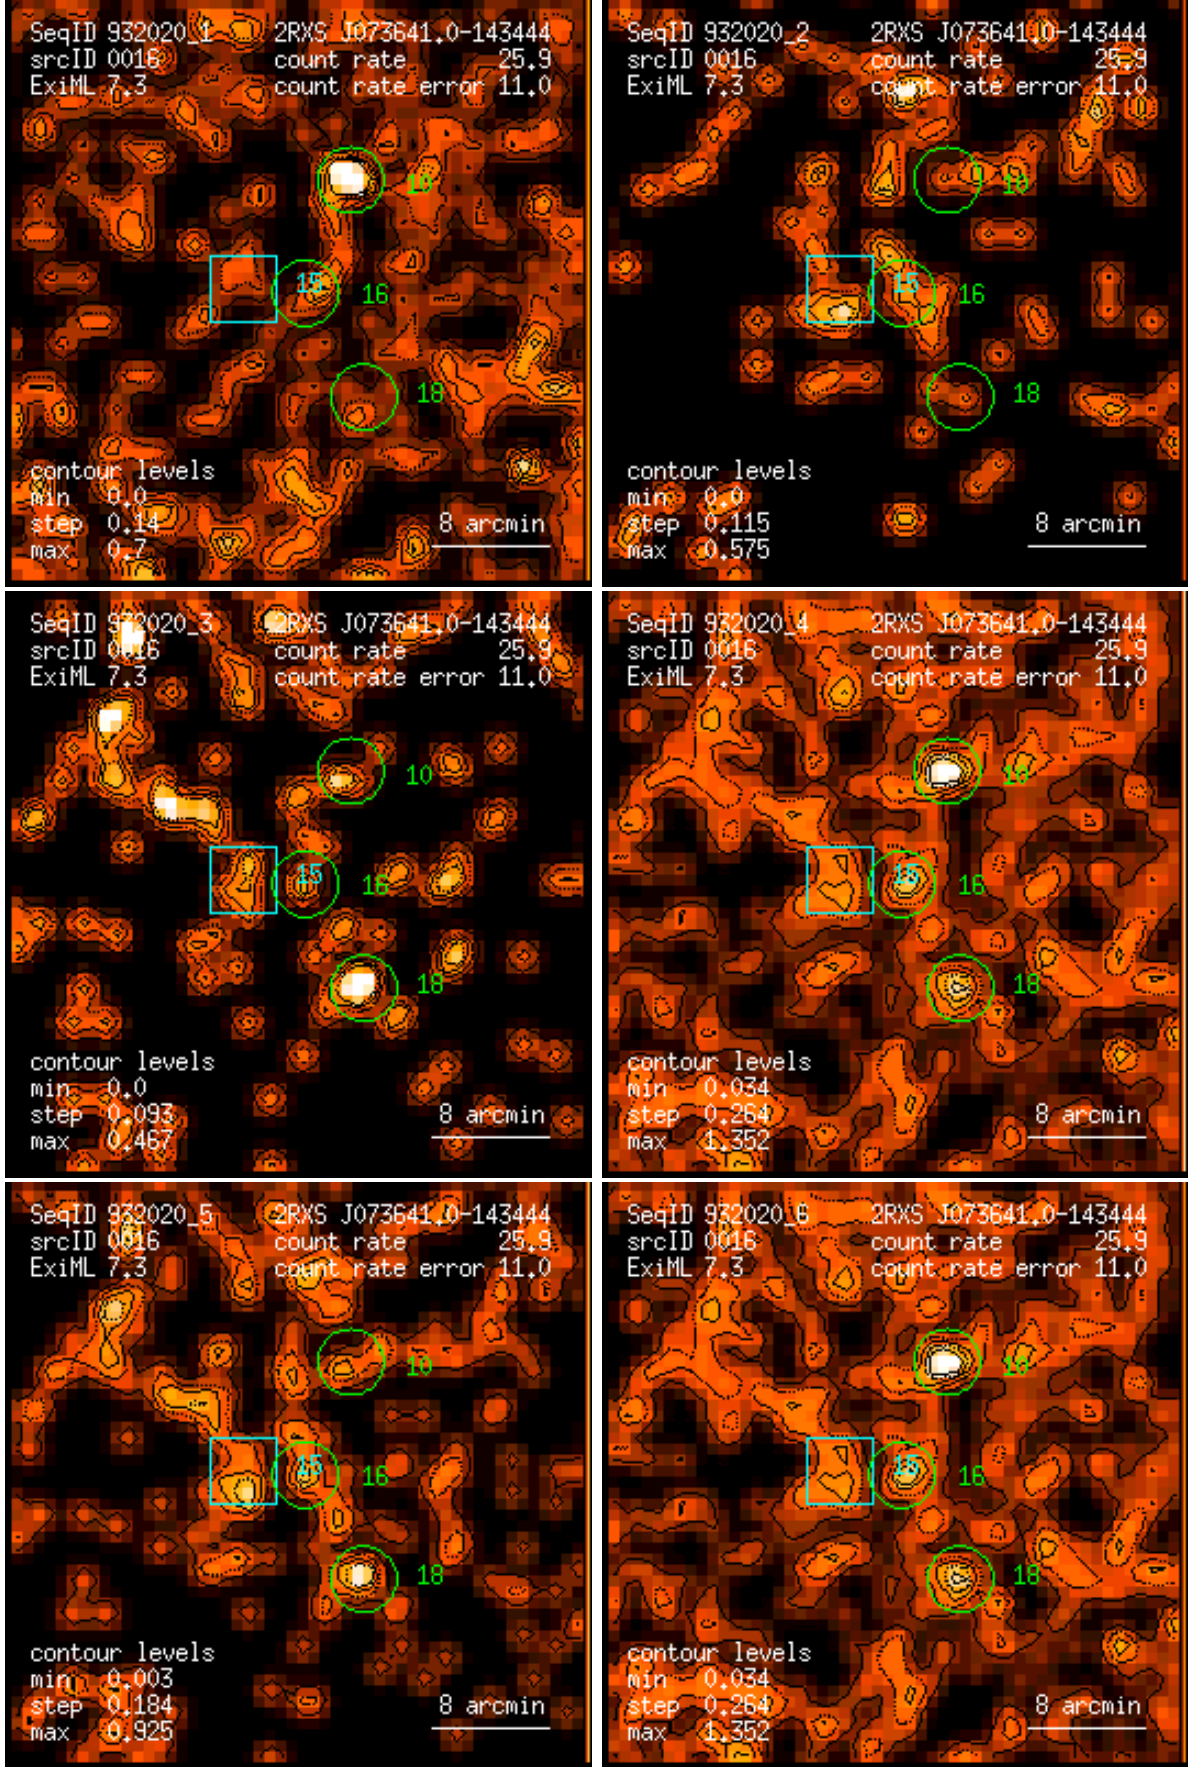 SeqID 932020_1 2RXS J073641.0-143444
srcID 0016 count rate 25.9
ExiML 7.3 count rate error 11.0
10
15 16
18
contour levels
min 0.0
step 0.14 8 arcmin
max 0.7
SeqID 932020_2 2RXS J073641.0-143444
srcID 0016 count rate 25.9
ExiML 7.3 count rate error 11.0
10
15 16
18
contour levels
min 0.0
step 0.115 8 arcmin
max 0.575
SeqID 932020_3 2RXS J073641.0-143444
srcID 0016 count rate 25.9
ExiML 7.3 count rate error 11.0
10
15 16
18
contour levels
min 0.0
step 0.093 8 arcmin
max 0.467
SeqID 932020_4 2RXS J073641.0-143444
srcID 0016 count rate 25.9
ExiML 7.3 count rate error 11.0
10
15 16
18
contour levels
min 0.034
step 0.264 8 arcmin
max 1.352
SeqID 932020_5 2RXS J073641.0-143444
srcID 0016 count rate 25.9
ExiML 7.3 count rate error 11.0
10
15 16
18
contour levels
min 0.003
step 0.184 8 arcmin
max 0.925
SeqID 932020_6 2RXS J073641.0-143444
srcID 0016 count rate 25.9
ExiML 7.3 count rate error 11.0
10
15 16
18
contour levels
min 0.034
step 0.264 8 arcmin
max 1.352